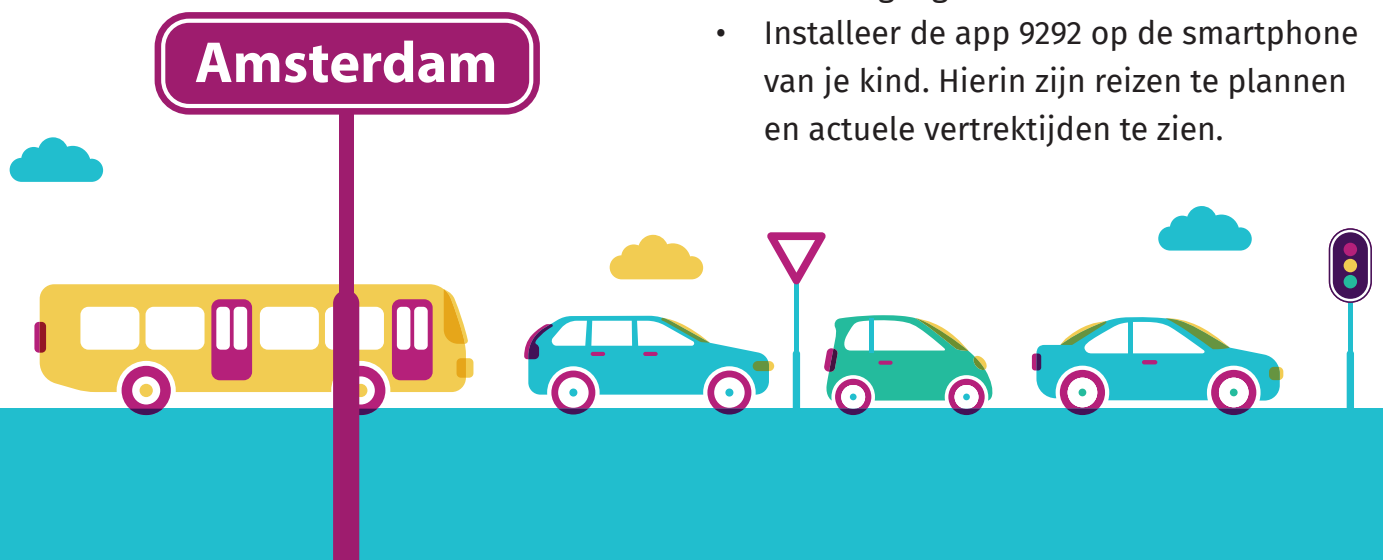 Amsterdam
• Installeer de app 9292 op de smartphone
van je kind. Hierin zijn reizen te plannen
en actuele vertrektijden te zien.